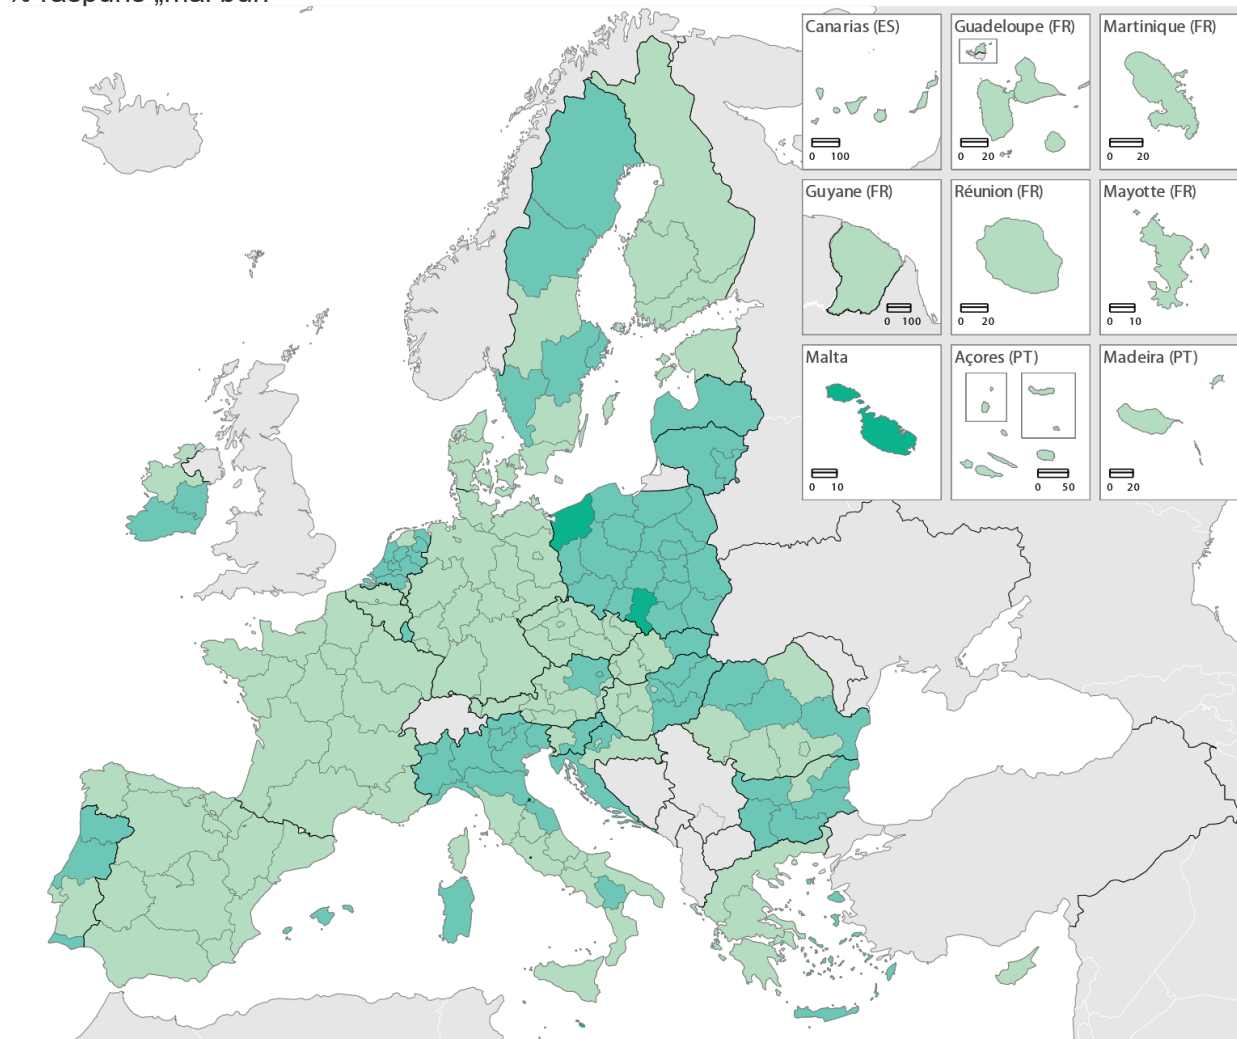 Canarias (ES)
0 100
Guadeloupe (FR)
0 20
Martinique (FR)
0 20
Guyane (FR)
0 100
Réunion (FR)
0 20
Mayotte (FR)
0 10
Malta
0 10
Açores (PT)
0 50
Madeira (PT)
0 20